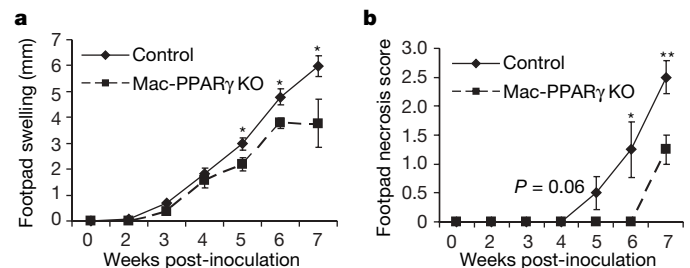 a
Footpad swelling (mm)
7
6
5
4
3
2
1
0
Control
Mac-PPARγ KO
*
*
*
0 2 3 4 5 6 7
Weeks post-inoculation
b
Footpad necrosis score
3.0
2.5
2.0
1.5
1.0
0.5
0
Control
Mac-PPARγ KO
P = 0.06
*
**
0 2 3 4 5 6 7
Weeks post-inoculation